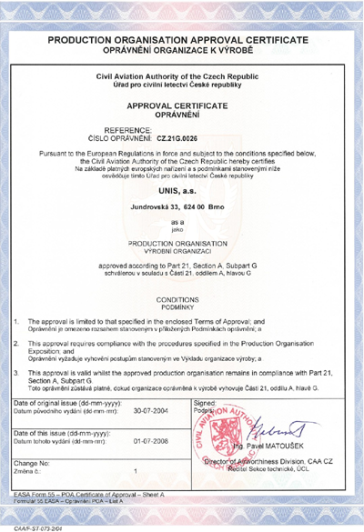 PRODUCTION ORGANISATION APPROVAL CERTIFICATE
OPRÁVNĚNÍ ORGANIZACE K VÝROBĚ
Civil Aviation Authority of the Czech Republic
Úřad pro civilní letectví České republiky
APPROVAL CERTIFICATE
OPRÁVNĚNÍ
REFERENCE:
ČÍSLO OPRÁVNĚNÍ: CZ.21G.0026
Pursuant to the European Regulations in force and subject to the conditions specified below,
the Civil Aviation Authority of the Czech Republic hereby certifies
Na základě platných evropských nařízení a s podmínkami stanovenými níže
osvědčuje tímto Úřad pro civilní letectví České republiky
UNIS, a.s.
Jundrovská 33, 624 00 Brno
as a
jako
PRODUCTION ORGANISATION
VÝROBNÍ ORGANIZACI
approved according to Part 21, Section A, Subpart G
schválenou v souladu s Částí 21, oddílem A, hlavou G
CONDITIONS
PODMÍNKY
1. The approval is limited to that specified in the enclosed Terms of Approval; and
Oprávnění je omezeno rozsahem stanoveným v přiložených Podmínkách oprávnění; a
2. This approval requires compliance with the procedures specified in the Production Organisation
Exposition; and
Oprávnění vyžaduje vyhovění postupům stanoveným ve Výkladu organizace výroby; a
3. This approval is valid whilst the approved production organisation remains in compliance with Part 21,
Section A, Subpart G.
Toto oprávnění zůstává platné, dokud organizace oprávněná k výrobě vyhovuje Části 21, oddílu A, hlavě G.
Date of original issue (dd-mm-yyyy):
Datum původního vydání (dd-mm-rrrr): 30-07-2004
Signed:
Podpis:
Date of this issue (dd-mm-yyyy):
Datum tohoto vydání (dd-mm-rrrr): 01-07-2008
Ing. Pavel MATOUŠEK
Change No:
Změna č.: 1
Director of Airworthiness Division, CAA CZ
Ředitel Sekce technické, ÚCL
CIVIL AVIATION AUTHORITY
EASA Form 55 – POA Certificate of Approval – Sheet A
Formulář 55 EASA – Oprávnění POA – List A
CAA/F-ST-073-2/04